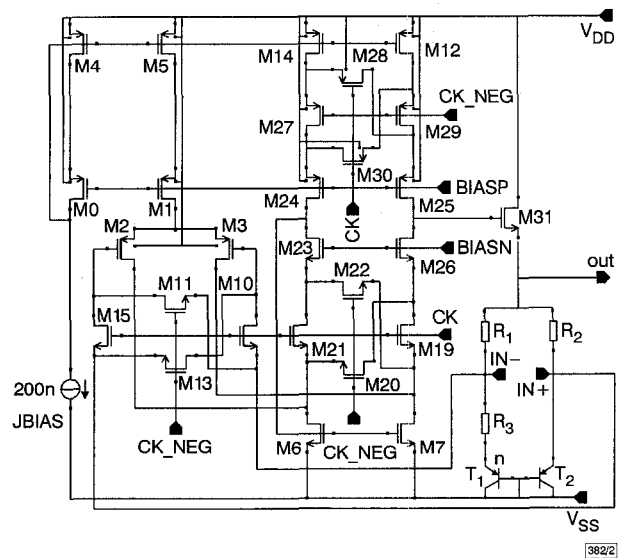 V_DD
M4
M5
M14
M28
M12
CK_NEG
M27
M29
M30
M0
M1
M24
M25
BIASP
CK
M31
M2
M3
M23
BIASN
M26
out
M11
M10
M22
M15
CK
R_1
R_2
M21
M19
IN-
IN+
M13
M20
200n
JBIAS
CK_NEG
M6
CK_NEG
M7
R_3
n
T_1
T_2
V_SS
382/2